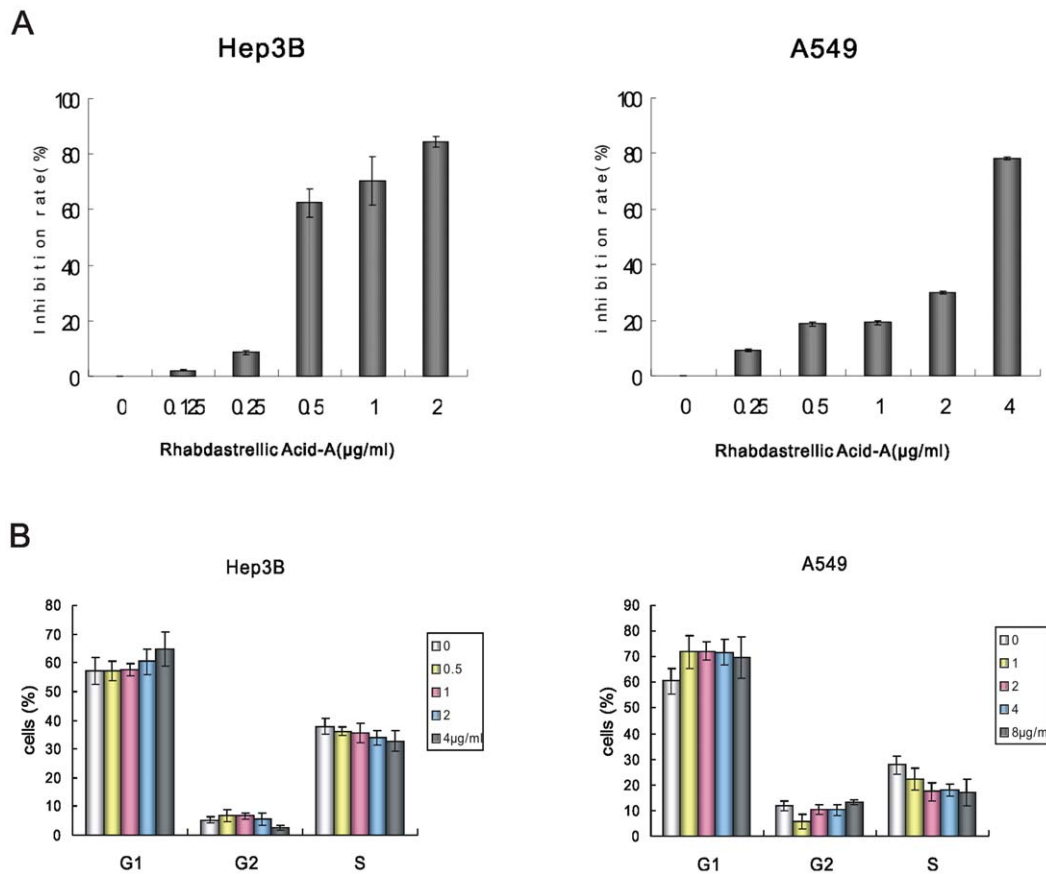 A
Hep3B
100
80
60
40
20
0
Inhibition rate(%)
0 0.125 0.25 0.5 1 2
Rhabdastrellic Acid-A(µg/ml)
A549
100
80
60
40
20
0
inhibition rate(%)
0 0.25 0.5 1 2 4
Rhabdastrellic Acid-A(µg/ml)
B
Hep3B
80
70
60
50
40
30
20
10
0
cells (%)
G1 G2 S
0
0.5
1
2
4µg/ml
A549
90
80
70
60
50
40
30
20
10
0
cells (%)
G1 G2 S
0
1
2
4
8µg/m